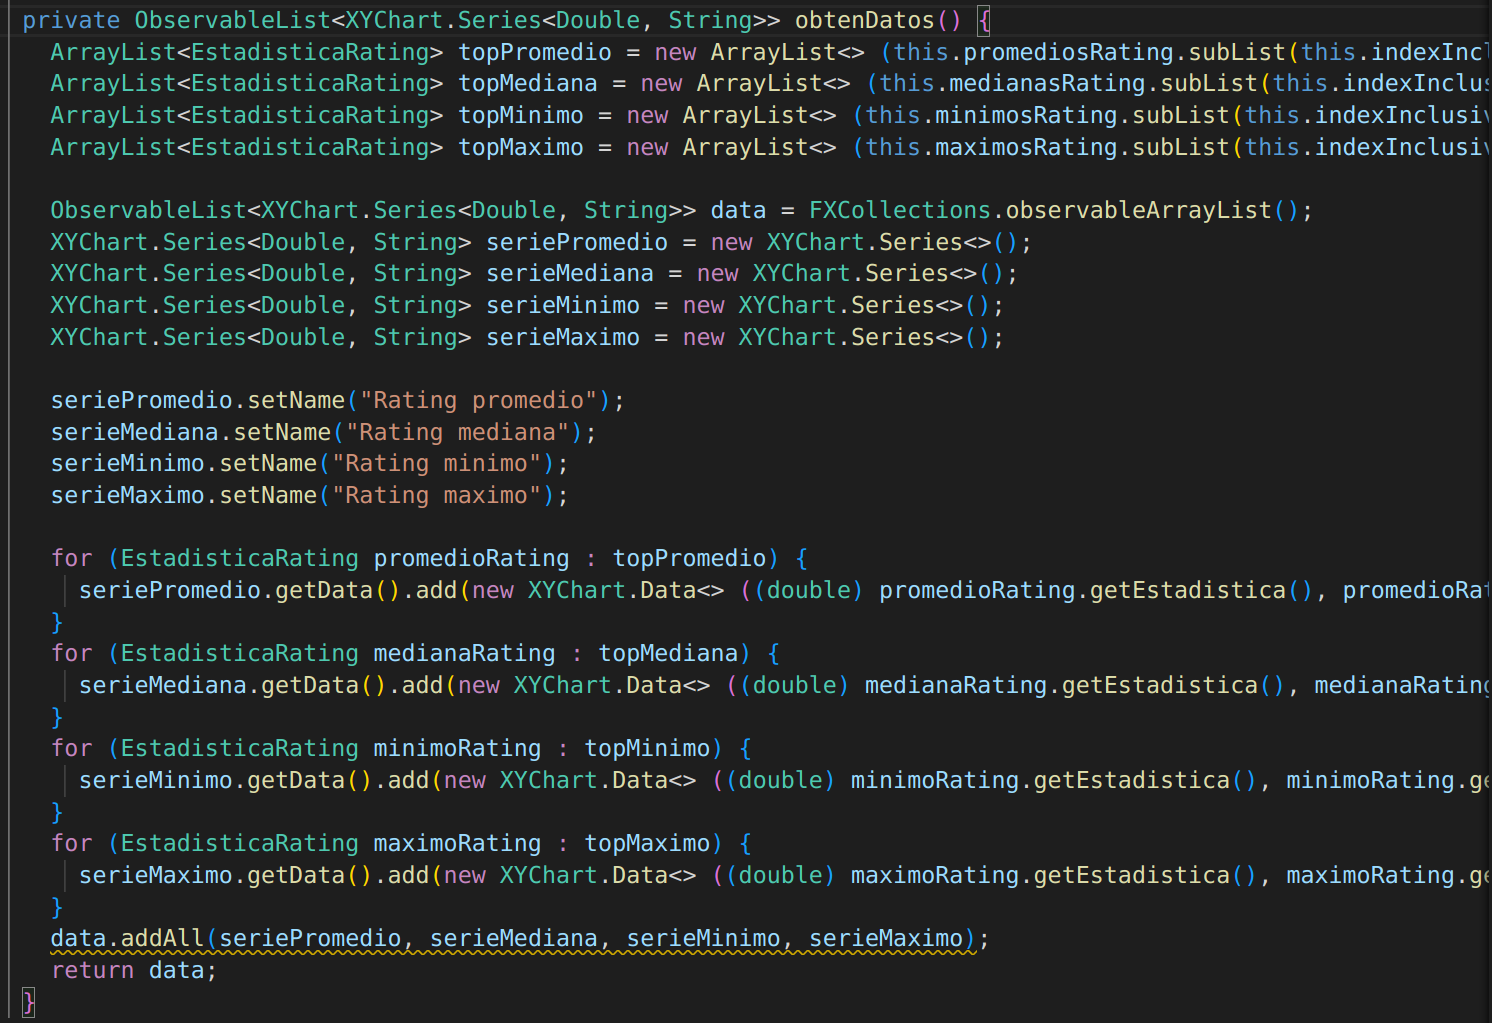 private ObservableList<XYChart.Series<Double, String>> obtenDatos() {
ArrayList<EstadisticaRating> topPromedio = new ArrayList<> (this.promediosRating.subList(this.indexIncl
ArrayList<EstadisticaRating> topMediana = new ArrayList<> (this.medianasRating.subList(this.indexInclus
ArrayList<EstadisticaRating> topMinimo = new ArrayList<> (this.minimosRating.subList(this.indexInclusiv
ArrayList<EstadisticaRating> topMaximo = new ArrayList<> (this.maximosRating.subList(this.indexInclusiv
ObservableList<XYChart.Series<Double, String>> data = FXCollections.observableArrayList();
XYChart.Series<Double, String> seriePromedio = new XYChart.Series<>();
XYChart.Series<Double, String> serieMediana = new XYChart.Series<>();
XYChart.Series<Double, String> serieMinimo = new XYChart.Series<>();
XYChart.Series<Double, String> serieMaximo = new XYChart.Series<>();
seriePromedio.setName("Rating promedio");
serieMediana.setName("Rating mediana");
serieMinimo.setName("Rating minimo");
serieMaximo.setName("Rating maximo");
for (EstadisticaRating promedioRating : topPromedio) {
seriePromedio.getData().add(new XYChart.Data<> ((double) promedioRating.getEstadistica(), promedioRat
}
for (EstadisticaRating medianaRating : topMediana) {
serieMediana.getData().add(new XYChart.Data<> ((double) medianaRating.getEstadistica(), medianaRating
}
for (EstadisticaRating minimoRating : topMinimo) {
serieMinimo.getData().add(new XYChart.Data<> ((double) minimoRating.getEstadistica(), minimoRating.ge
}
for (EstadisticaRating maximoRating : topMaximo) {
serieMaximo.getData().add(new XYChart.Data<> ((double) maximoRating.getEstadistica(), maximoRating.ge
}
data.addAll(seriePromedio, serieMediana, serieMinimo, serieMaximo);
return data;
}